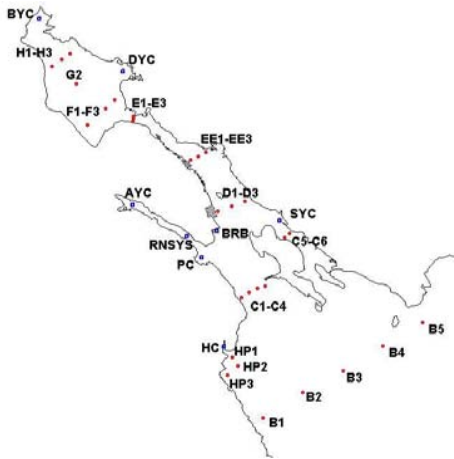 BYC
H1-H3
DYC
G2
E1-E3
F1-F3
EE1-EE3
AYC
D1-D3
SYC
BRB
RNSYS
C5-C6
PC
C1-C4
B5
HC
HP1
B4
HP2
B3
HP3
B2
B1